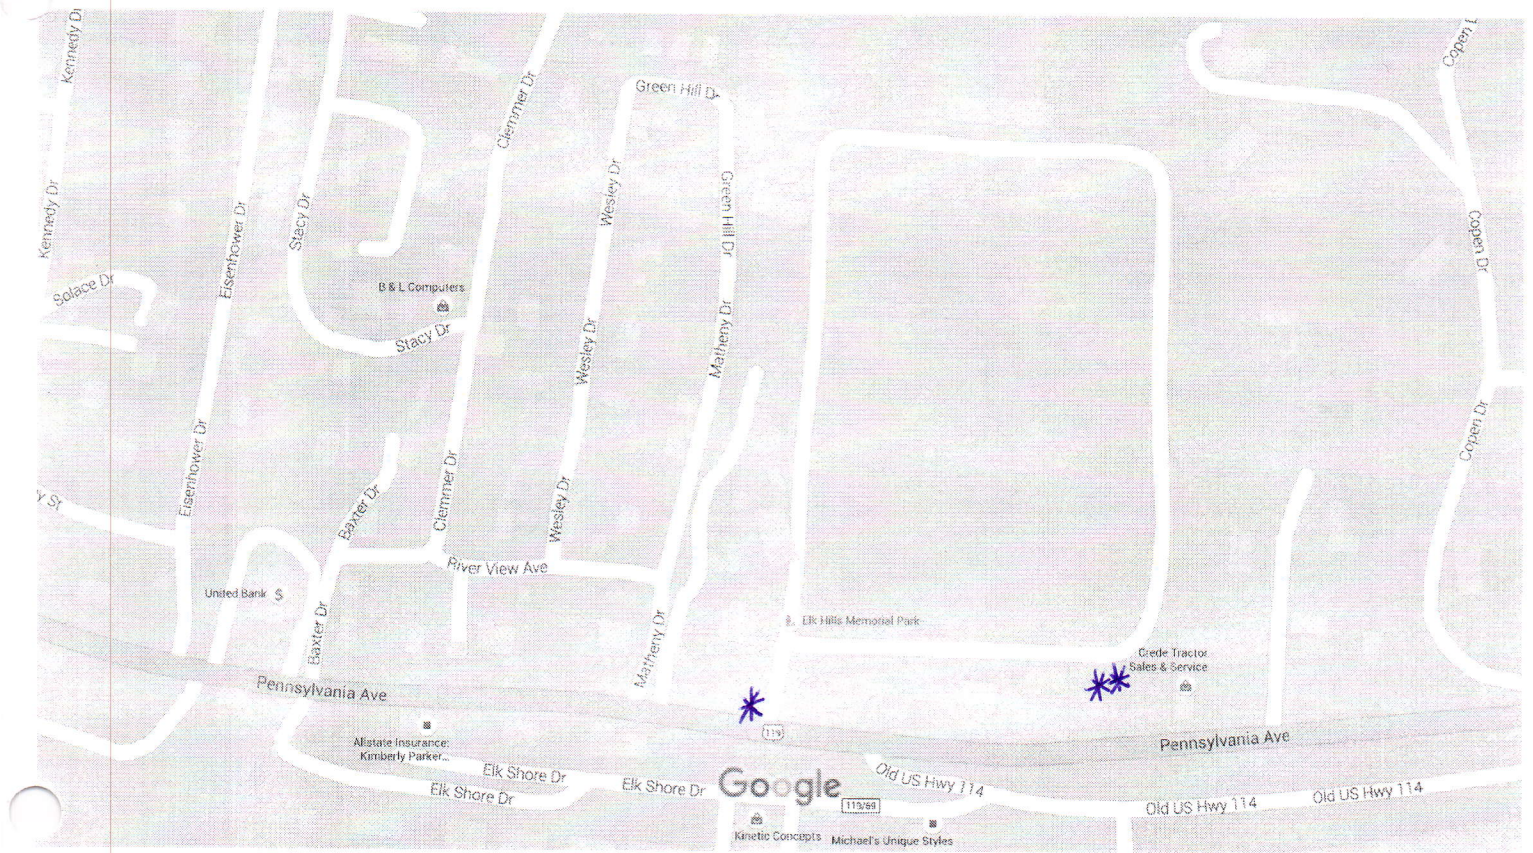 Kennedy Dr
Copen
Clemmer Dr
Green Hill Dr
Kennedy Dr
Eisenhower Dr
Stacy Dr
Wesley Dr
Green Hill Dr
Copen Dr
Solace Dr
B & L Computers
Stacy Dr
Wesley Dr
Matheny Dr
Eisenhower Dr
Baxter Dr
Clemmer Dr
Wesley Dr
Copen Dr
y St
River View Ave
United Bank $
Baxter Dr
Matheny Dr
Elk Hills Memorial Park
Crede Tractor
Sales & Service
Pennsylvania Ave
119
Pennsylvania Ave
Allstate Insurance:
Kimberly Parker...
Elk Shore Dr
Elk Shore Dr
Elk Shore Dr
Google
Old US Hwy 114
119/69
Old US Hwy 114
Old US Hwy 114
Kinetic Concepts
Michael's Unique Styles